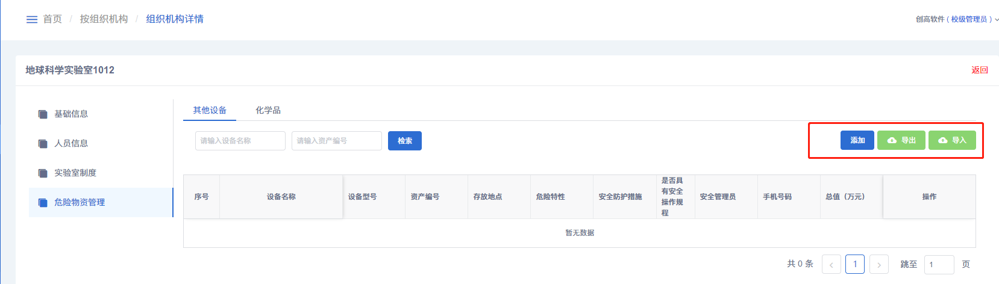 首页 / 按组织机构 / 组织机构详情
创高软件（校级管理员）
地球科学实验室1012
返回
基础信息
人员信息
实验室制度
危险物资管理
其他设备 化学品
请输入设备名称 请输入资产编号 检索
添加 导出 导入
序号 设备名称 设备型号 资产编号 存放地点 危险特性 安全防护措施
是否具
有安全
操作规
程
安全管理员 手机号码 总值（万元） 操作
暂无数据
共 0 条 < 1 > 跳至 1 页